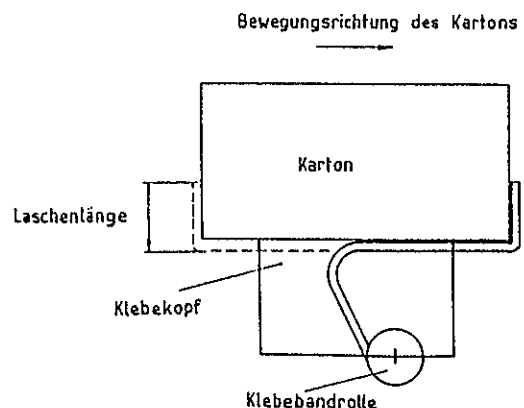 Bewegungsrichtung des Kartons
Karton
Laschenlänge
Klebekopf
Klebebandrolle